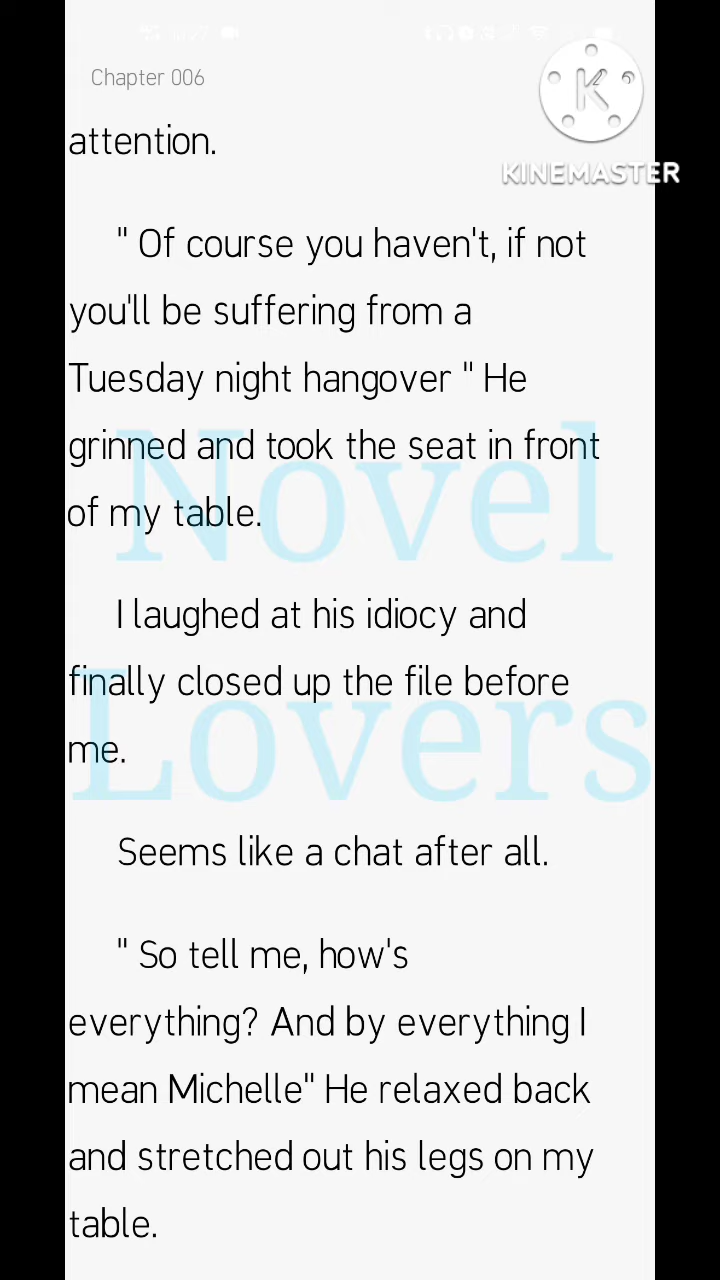 Chapter 006
KINEMASTER
attention.
" Of course you haven't, if not
you'll be suffering from a
Tuesday night hangover " He
grinned and took the seat in front
of my table.
I laughed at his idiocy and
finally closed up the file before
me.
Seems like a chat after all.
" So tell me, how's
everything? And by everything I
mean Michelle" He relaxed back
and stretched out his legs on my
table.
Novel
Lovers